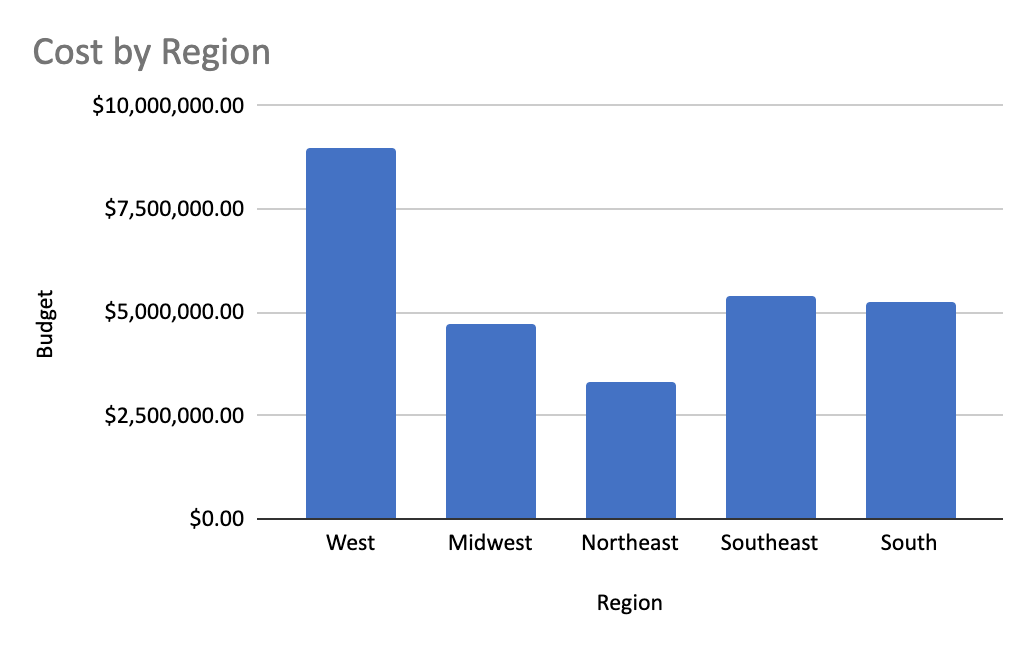 Cost by Region
$10,000,000.00
$7,500,000.00
$5,000,000.00
$2,500,000.00
$0.00
Budget
West
Midwest
Northeast
Southeast
South
Region